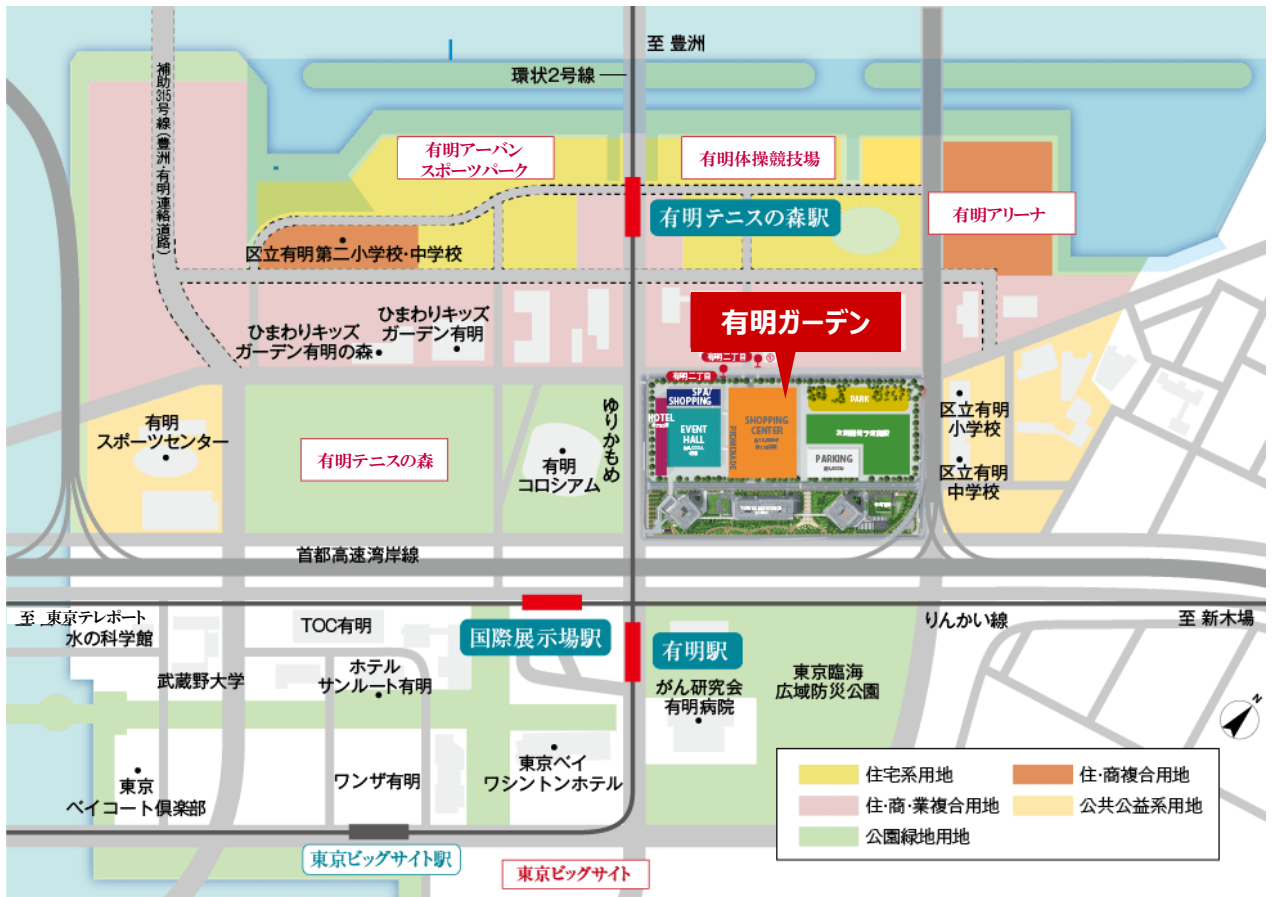 至 豊洲
環状2号線
補助315号線(豊洲・有明連絡道路)
有明アーバン
スポーツパーク
有明体操競技場
有明テニスの森駅
有明アリーナ
区立有明第二小学校・中学校
ひまわりキッズ
ガーデン有明
ひまわりキッズ
ガーデン有明の森
有明ガーデン
有明二丁目
有明二丁目
SPA/
SHOPPING
HOTEL
EVENT
HALL
PROMENADE
SHOPPING
CENTER
PARK
PARKING
区立有明
小学校
区立有明
中学校
有明
スポーツセンター
有明テニスの森
有明
コロシアム
ゆりかもめ
首都高速湾岸線
至 東京テレポート
水の科学館
TOC有明
国際展示場駅
有明駅
りんかい線
至 新木場
武蔵野大学
ホテル
サンルート有明
がん研究会
有明病院
東京臨海
広域防災公園
N
東京
ベイコート倶楽部
ワンザ有明
東京ベイ
ワシントンホテル
東京ビッグサイト駅
東京ビッグサイト
住宅系用地
住・商複合用地
住・商・業複合用地
公共公益系用地
公園緑地用地